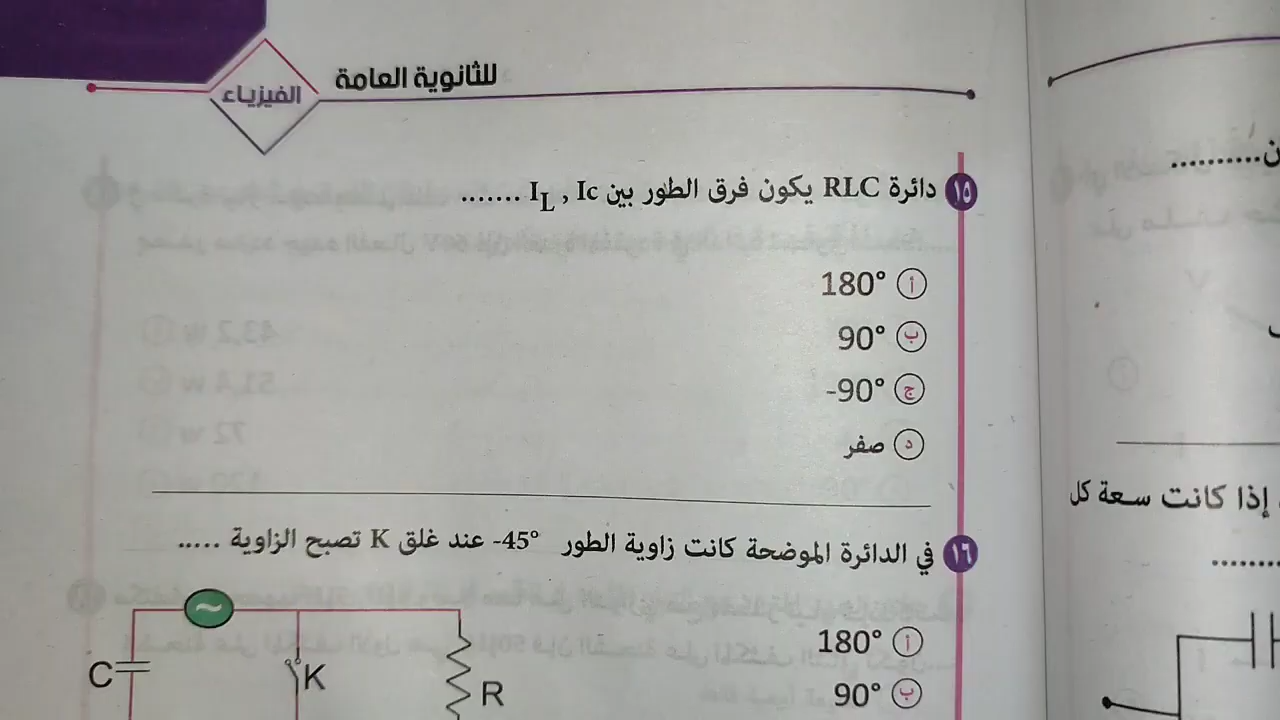 للثانوية العامة
الفيزياء
١٥ دائرة RLC يكون فرق الطور بين I_L , Ic .......
أ 180°
ب 90°
ج -90°
د صفر
١٦ في الدائرة الموضحة كانت زاوية الطور -45° عند غلق K تصبح الزاوية .....
أ 180°
ب 90°
C
K
R
إذا كانت سعة كل